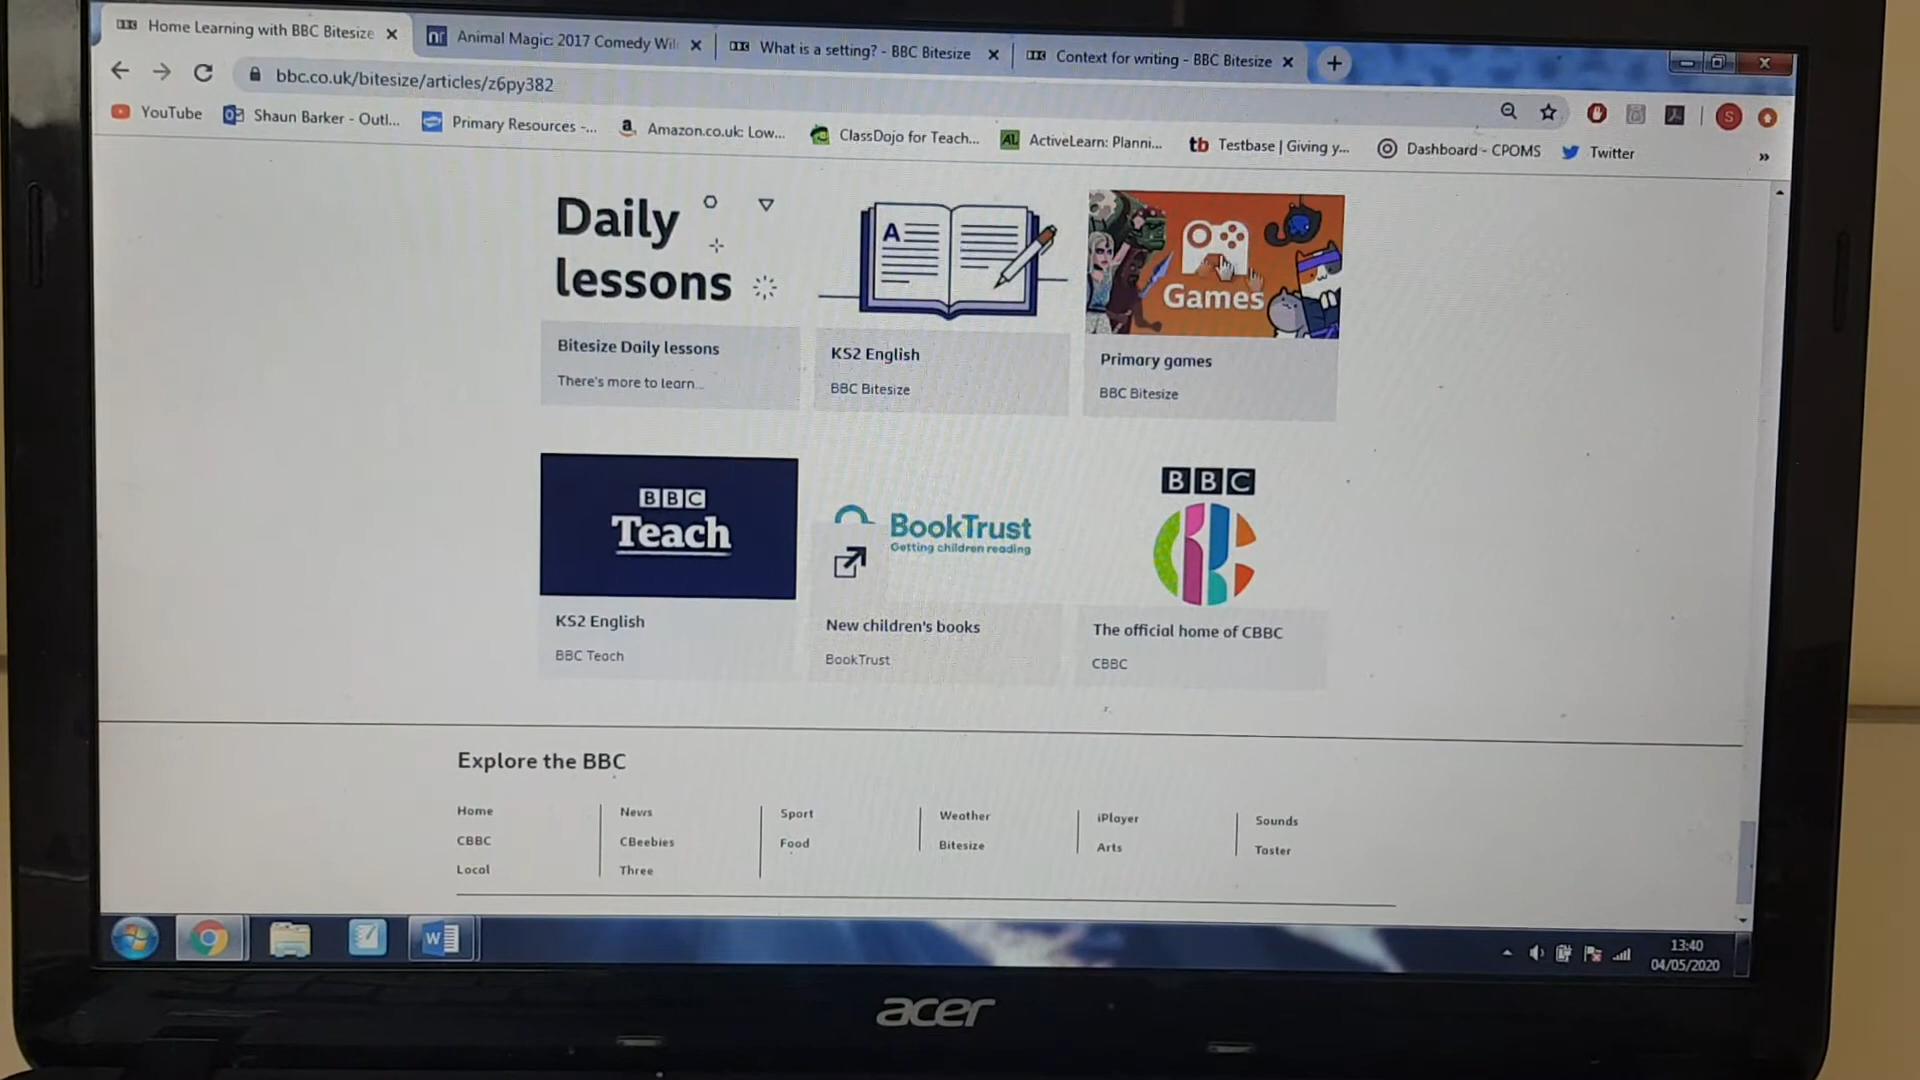 Home Learning with BBC Bitesize
Animal Magic: 2017 Comedy Wil
What is a setting? - BBC Bitesize
Context for writing - BBC Bitesize
bbc.co.uk/bitesize/articles/z6py382
YouTube
Shaun Barker - Outl...
Primary Resources -...
Amazon.co.uk: Low...
ClassDojo for Teach...
ActiveLearn: Planni...
Testbase | Giving y...
Dashboard - CPOMS
Twitter
Daily
lessons
Bitesize Daily lessons
There's more to learn...
A
KS2 English
BBC Bitesize
Games
Primary games
BBC Bitesize
BBC
Teach
KS2 English
BBC Teach
BookTrust
Getting children reading
New children's books
BookTrust
BBC
CBBC
The official home of CBBC
CBBC
Explore the BBC
Home
News
Sport
Weather
iPlayer
Sounds
CBBC
CBeebies
Food
Bitesize
Arts
Taster
Local
Three
13:40
04/05/2020
acer